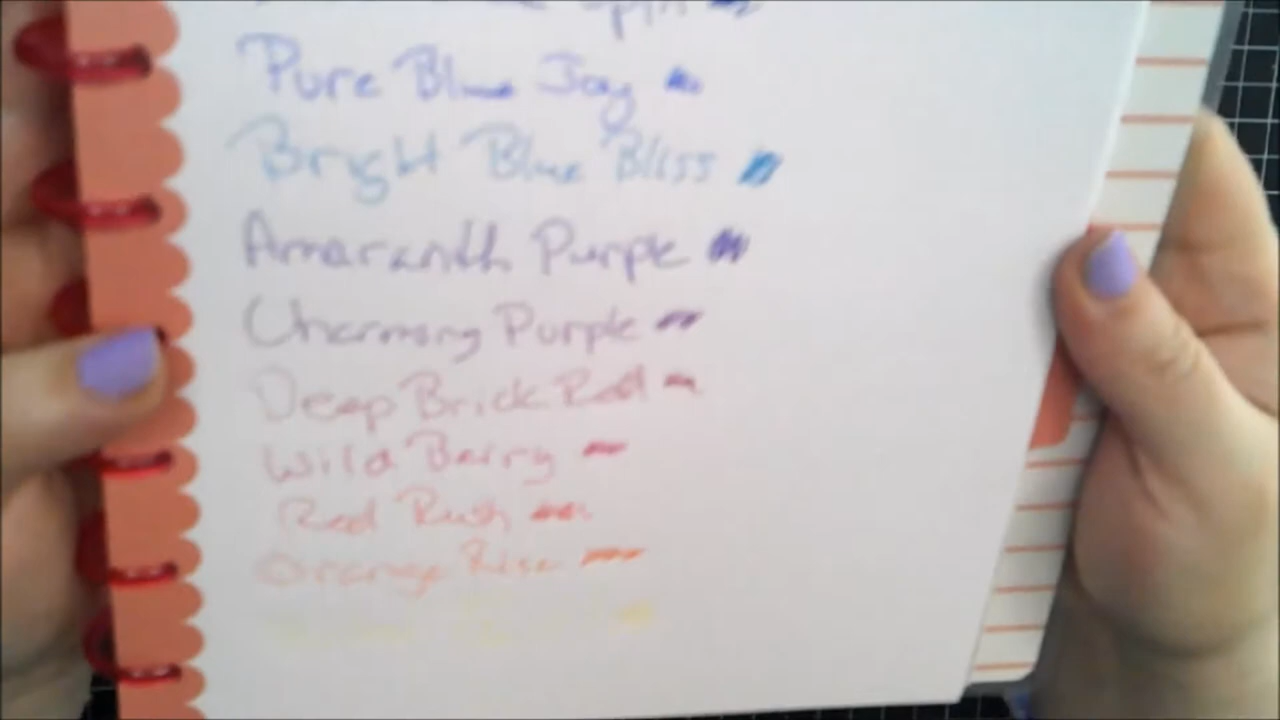 Pure Blue Joy
Bright Blue Bliss
Amaranth Purple
Charming Purple
Deep Brick Red
Wild Berry
Red Rush
Orange Rise